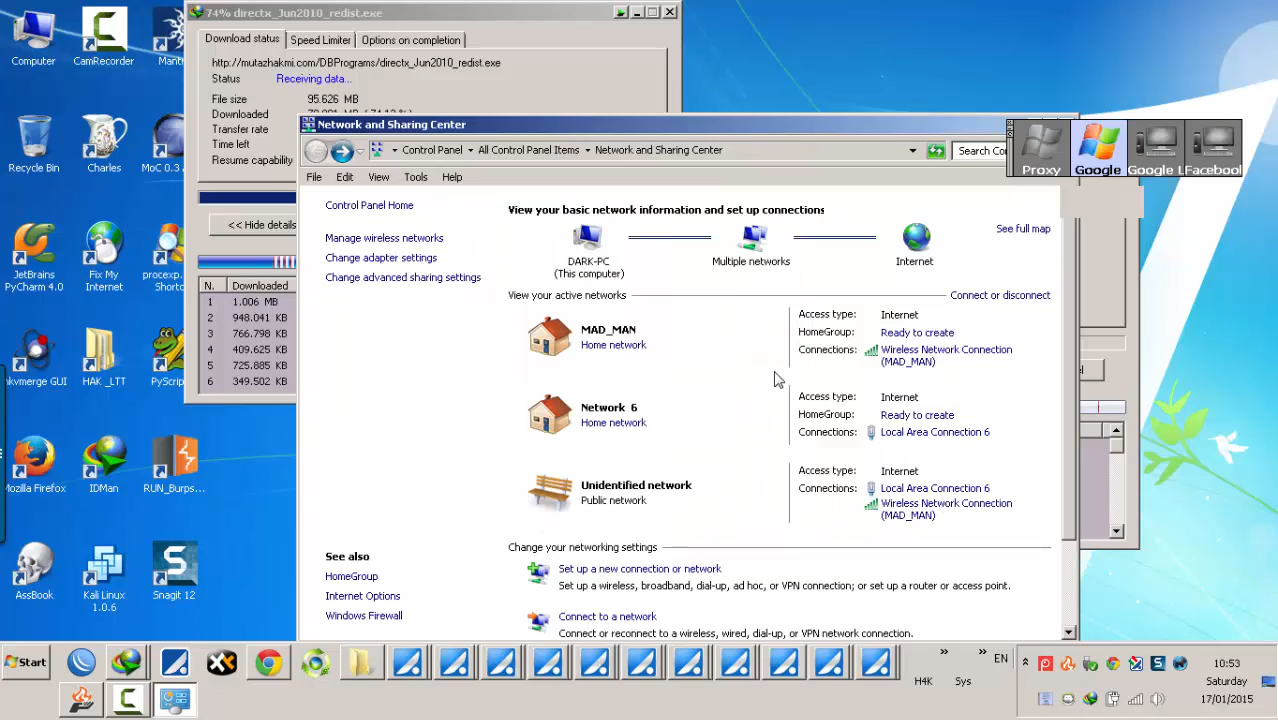 74% directx_Jun2010_redist.exe
Download status
Speed Limiter
Options on completion
http://mutazhakmi.com/DBPrograms/directx_Jun2010_redist.exe
Status
Receiving data...
File size
95.626 MB
Downloaded
Transfer rate
Time left
Resume capability
<< Hide details
N.
Downloaded
1 1.006 MB
2 948.041 KB
3 766.798 KB
4 409.625 KB
5 725.885 KB
6 349.502 KB
Computer
CamRecorder
Recycle Bin
Charles
MoC 0.3
JetBrains
PyCharm 4.0
Fix My
Internet
procexp.
Shortc
mkvmerge GUI
HAK _LTT
PyScrip
Mozilla Firefox
IDMan
RUN_Burps...
AssBook
Kali Linux
1.0.6
Snagit 12
Network and Sharing Center
Control Panel
All Control Panel Items
Network and Sharing Center
Search Co
File
Edit
View
Tools
Help
Proxy
Google
Google
Faceboo
Control Panel Home
Manage wireless networks
Change adapter settings
Change advanced sharing settings
View your basic network information and set up connections
See full map
DARK-PC
(This computer)
Multiple networks
Internet
View your active networks
Connect or disconnect
MAD_MAN
Home network
Access type: Internet
HomeGroup: Ready to create
Connections: Wireless Network Connection
(MAD_MAN)
Network 6
Home network
Access type: Internet
HomeGroup: Ready to create
Connections: Local Area Connection 6
Unidentified network
Public network
Access type: Internet
Connections: Local Area Connection 6
Wireless Network Connection
(MAD_MAN)
Change your networking settings
Set up a new connection or network
Set up a wireless, broadband, dial-up, ad hoc, or VPN connection; or set up a router or access point.
Connect to a network
Connect or reconnect to a wireless, wired, dial-up, or VPN network connection.
See also
HomeGroup
Internet Options
Windows Firewall
Start
H4K
Sys
EN
10:53
Saturday
17/01/2015